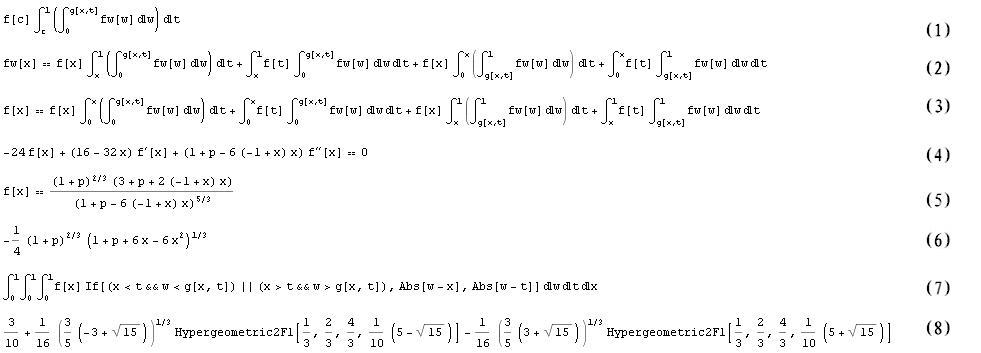 f[c] ∫_c^1 (∫_0^g[x,t] fw[w] dw) dt (1)
fw[x] == f[x] ∫_x^1 (∫_0^g[x,t] fw[w] dw) dt + ∫_x^1 f[t] ∫_0^g[x,t] fw[w] dw dt + f[x] ∫_0^x (∫_g[x,t]^1 fw[w] dw) dt + ∫_0^x f[t] ∫_g[x,t]^1 fw[w] dw dt (2)
f[x] == f[x] ∫_0^x (∫_0^g[x,t] fw[w] dw) dt + ∫_0^x f[t] ∫_0^g[x,t] fw[w] dw dt + f[x] ∫_x^1 (∫_g[x,t]^1 fw[w] dw) dt + ∫_x^1 f[t] ∫_g[x,t]^1 fw[w] dw dt (3)
-24 f[x] + (16 - 32 x) f′[x] + (1 + p - 6 (-1 + x) x) f″[x] == 0 (4)
f[x] == ((1 + p)^2/3 (3 + p + 2 (-1 + x) x)) / ((1 + p - 6 (-1 + x) x)^5/3) (5)
-1/4 (1 + p)^2/3 (1 + p + 6 x - 6 x^2)^1/3 (6)
∫_0^1 ∫_0^1 ∫_0^1 f[x] If[(x < t && w < g[x, t]) || (x > t && w > g[x, t]), Abs[w - x], Abs[w - t]] dw dt dx (7)
3/10 + 1/16 (3/5 (-3 + √15))^1/3 Hypergeometric2F1[1/3, 2/3, 4/3, 1/10 (5 - √15)] - 1/16 (3/5 (3 + √15))^1/3 Hypergeometric2F1[1/3, 2/3, 4/3, 1/10 (5 + √15)] (8)